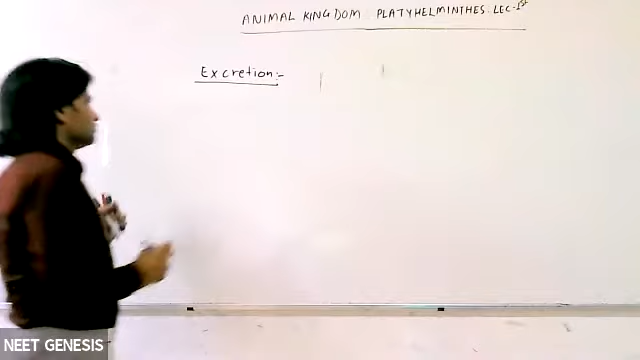 ANIMAL KINGDOM : PLATYHELMINTHES : LEC-1st
Excretion:-
NEET GENESIS